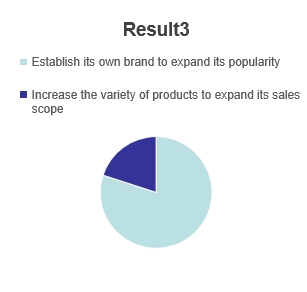 Result3
Establish its own brand to expand its popularity
Increase the variety of products to expand its sales
scope